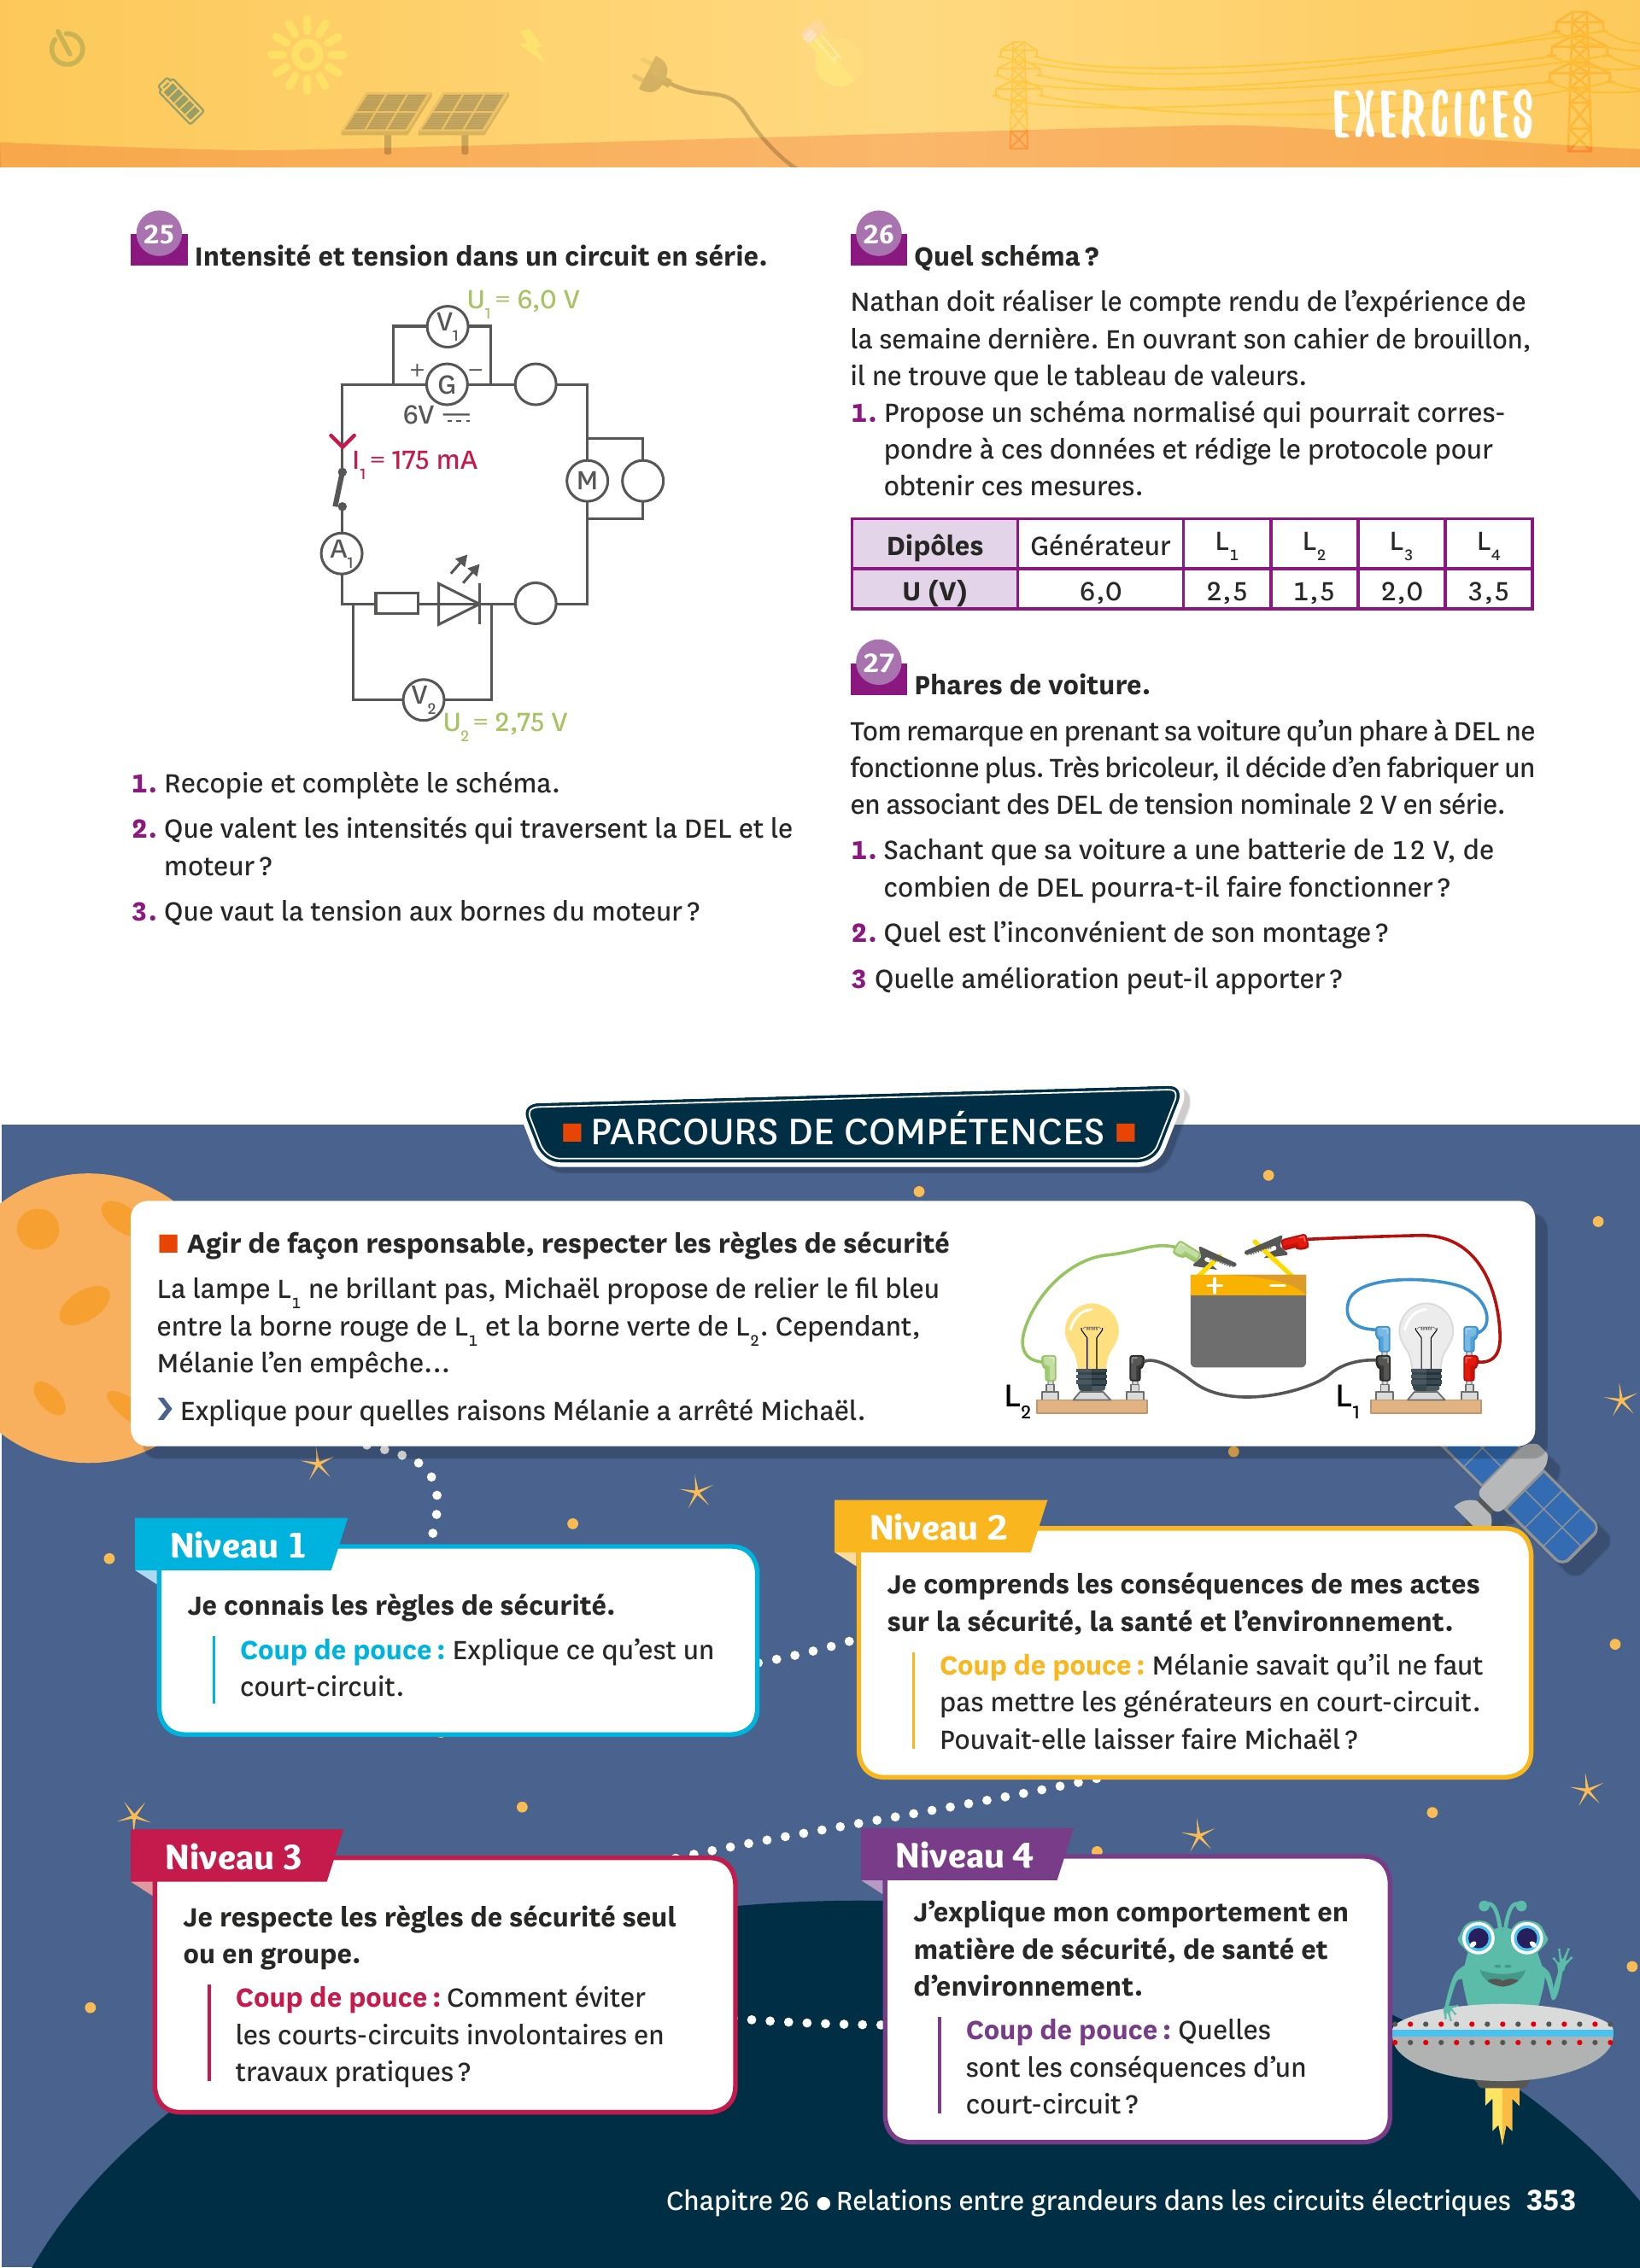 EXERCICES
25 Intensité et tension dans un circuit en série.
U₁ = 6,0 V
V₁
+ G −
6V
I₁ = 175 mA
M
A₁
V₂
U₂ = 2,75 V
1. Recopie et complète le schéma.
2. Que valent les intensités qui traversent la DEL et le
moteur ?
3. Que vaut la tension aux bornes du moteur ?
26 Quel schéma ?
Nathan doit réaliser le compte rendu de l’expérience de
la semaine dernière. En ouvrant son cahier de brouillon,
il ne trouve que le tableau de valeurs.
1. Propose un schéma normalisé qui pourrait corres-
pondre à ces données et rédige le protocole pour
obtenir ces mesures.
Dipôles Générateur L₁ L₂ L₃ L₄
U (V) 6,0 2,5 1,5 2,0 3,5
27 Phares de voiture.
Tom remarque en prenant sa voiture qu’un phare à DEL ne
fonctionne plus. Très bricoleur, il décide d’en fabriquer un
en associant des DEL de tension nominale 2 V en série.
1. Sachant que sa voiture a une batterie de 12 V, de
combien de DEL pourra-t-il faire fonctionner ?
2. Quel est l’inconvénient de son montage ?
3 Quelle amélioration peut-il apporter ?
PARCOURS DE COMPÉTENCES
Agir de façon responsable, respecter les règles de sécurité
La lampe L₁ ne brillant pas, Michaël propose de relier le fil bleu
entre la borne rouge de L₁ et la borne verte de L₂. Cependant,
Mélanie l’en empêche…
Explique pour quelles raisons Mélanie a arrêté Michaël.
+ −
L₂
L₁
Niveau 1
Je connais les règles de sécurité.
Coup de pouce : Explique ce qu’est un
court-circuit.
Niveau 2
Je comprends les conséquences de mes actes
sur la sécurité, la santé et l’environnement.
Coup de pouce : Mélanie savait qu’il ne faut
pas mettre les générateurs en court-circuit.
Pouvait-elle laisser faire Michaël ?
Niveau 3
Je respecte les règles de sécurité seul
ou en groupe.
Coup de pouce : Comment éviter
les courts-circuits involontaires en
travaux pratiques ?
Niveau 4
J’explique mon comportement en
matière de sécurité, de santé et
d’environnement.
Coup de pouce : Quelles
sont les conséquences d’un
court-circuit ?
Chapitre 26 ● Relations entre grandeurs dans les circuits électriques 353